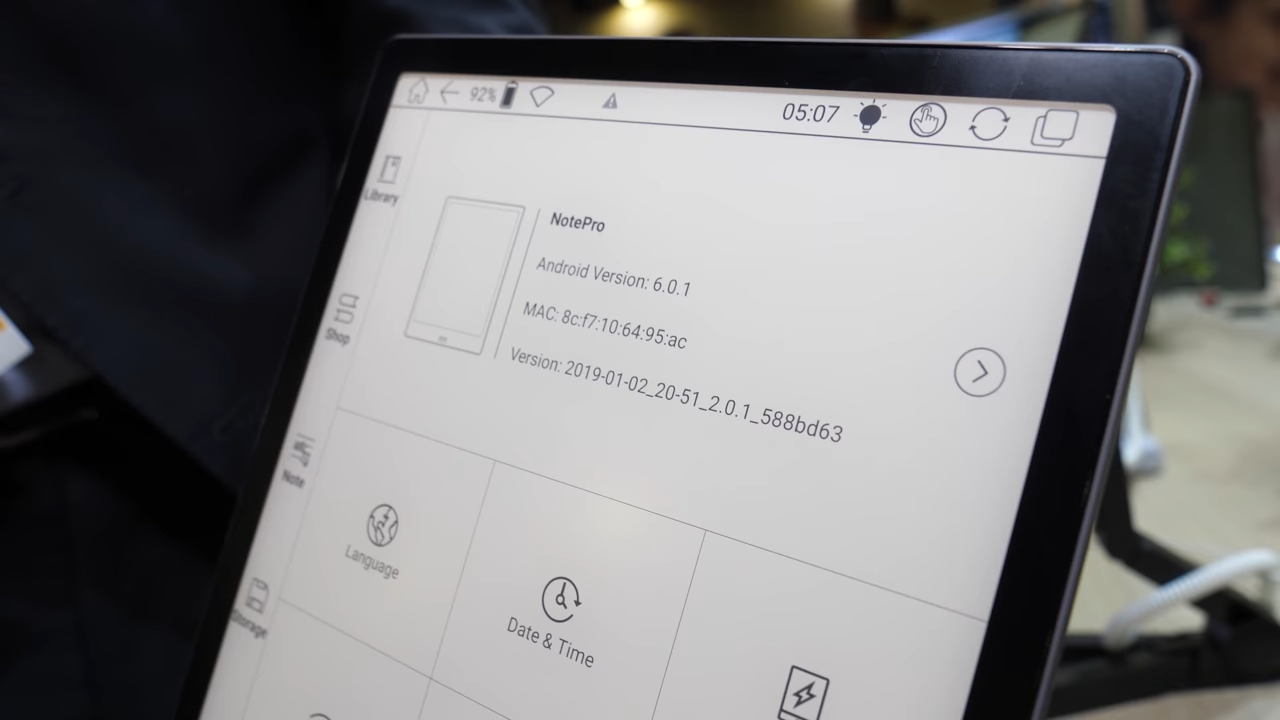 92%
05:07
Library
NotePro
Android Version: 6.0.1
MAC: 8c:f7:10:64:95:ac
Version: 2019-01-02_20-51_2.0.1_588bd63
Shop
Note
Language
Date & Time
Storage